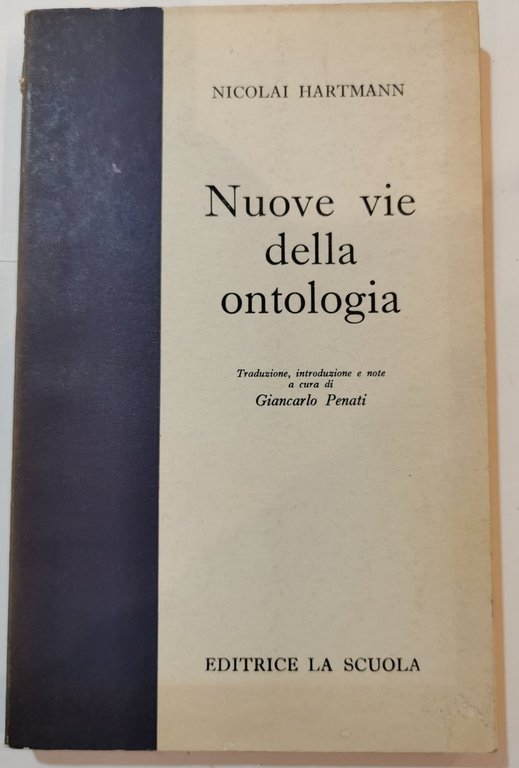 NICOLAI HARTMANN
Nuove vie
della
ontologia
Traduzione, introduzione e note
a cura di
Giancarlo Penati
EDITRICE LA SCUOLA